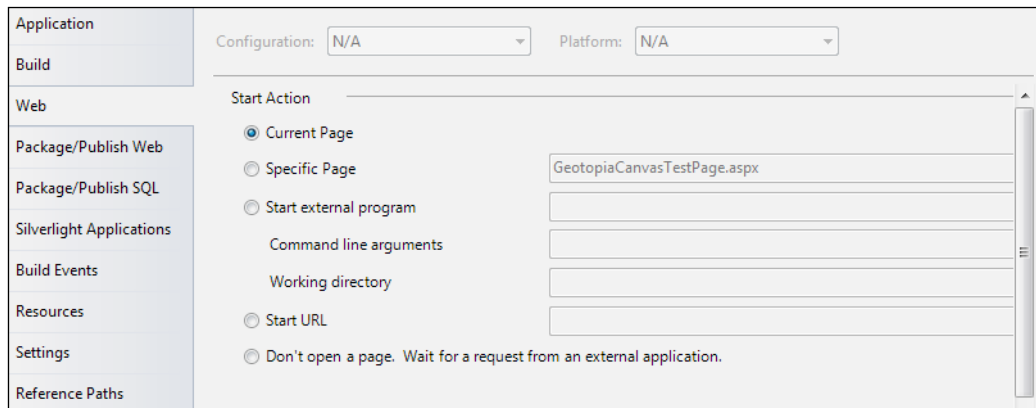 Application
Build
Web
Package/Publish Web
Package/Publish SQL
Silverlight Applications
Build Events
Resources
Settings
Reference Paths
Configuration: N/A Platform: N/A
Start Action
Current Page
Specific Page GeotopiaCanvasTestPage.aspx
Start external program
Command line arguments
Working directory
Start URL
Don't open a page. Wait for a request from an external application.